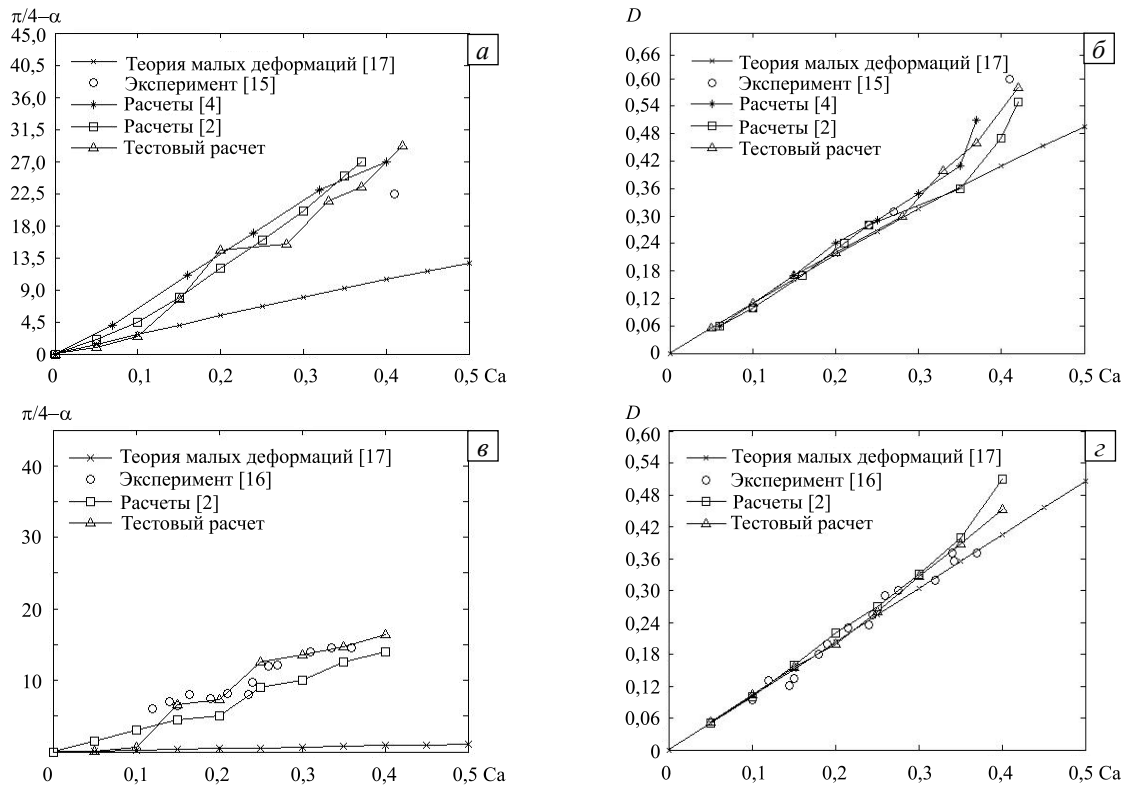 π/4–α
45,0
40,5
36,0
31,5
27,0
22,5
18,0
13,5
9,0
4,5
0
а
Теория малых деформаций [17]
Эксперимент [15]
Расчеты [4]
Расчеты [2]
Тестовый расчет
0 0,1 0,2 0,3 0,4 0,5 Ca
D
0,66
0,60
0,54
0,48
0,42
0,36
0,30
0,24
0,18
0,12
0,06
0
б
Теория малых деформаций [17]
Эксперимент [15]
Расчеты [4]
Расчеты [2]
Тестовый расчет
0 0,1 0,2 0,3 0,4 0,5 Ca
π/4–α
40
30
20
10
в
Теория малых деформаций [17]
Эксперимент [16]
Расчеты [2]
Тестовый расчет
0 0,1 0,2 0,3 0,4 0,5 Ca
D
0,60
0,54
0,48
0,42
0,36
0,30
0,24
0,18
0,12
0,06
0
г
Теория малых деформаций [17]
Эксперимент [16]
Расчеты [2]
Тестовый расчет
0 0,1 0,2 0,3 0,4 0,5 Ca